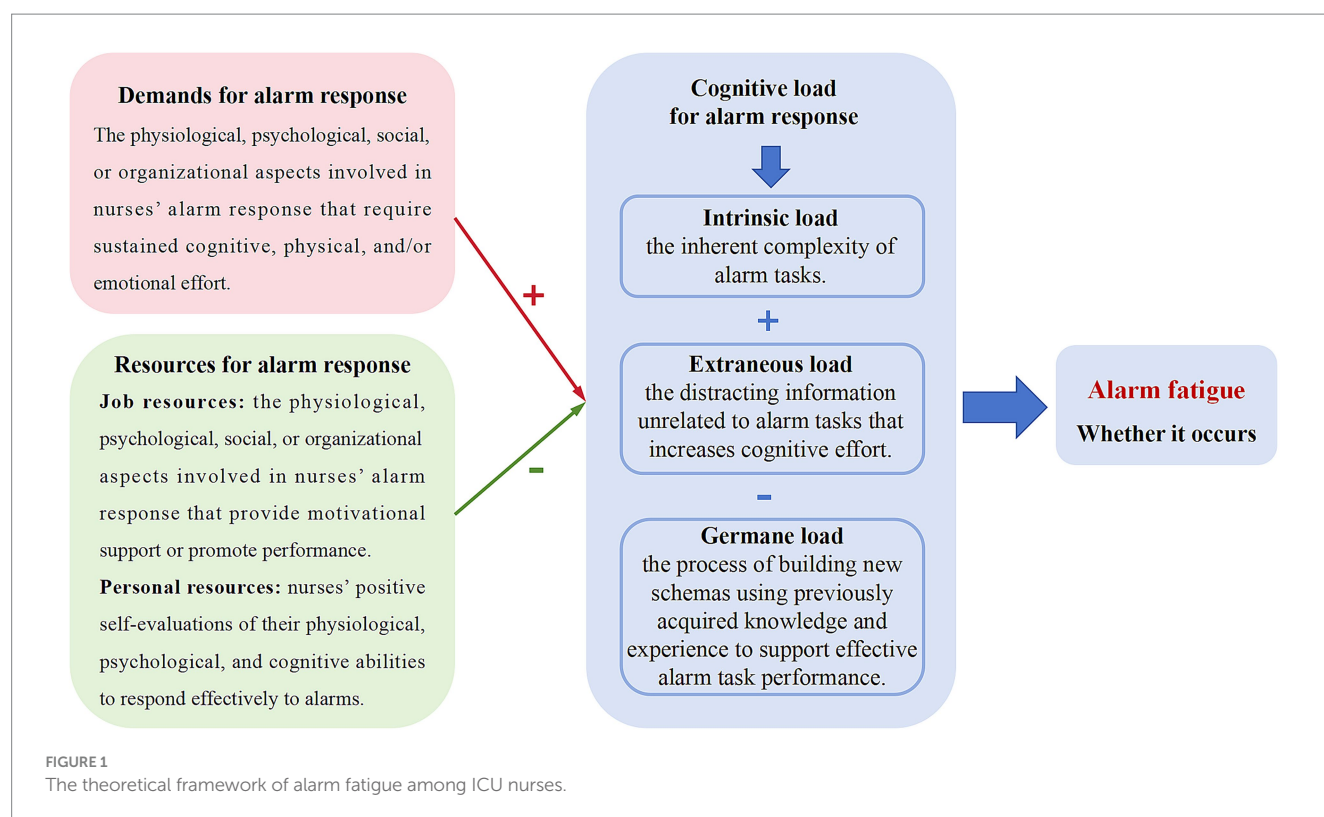 Demands for alarm response
The physiological, psychological, social,
or organizational aspects involved in
nurses’ alarm response that require
sustained cognitive, physical, and/or
emotional effort.
Resources for alarm response
Job resources: the physiological,
psychological, social, or organizational
aspects involved in nurses’ alarm
response that provide motivational
support or promote performance.
Personal resources: nurses’ positive
self-evaluations of their physiological,
psychological, and cognitive abilities
to respond effectively to alarms.
+
-
Cognitive load
for alarm response
Intrinsic load
the inherent complexity of
alarm tasks.
+
Extraneous load
the distracting information
unrelated to alarm tasks that
increases cognitive effort.
-
Germane load
the process of building new
schemas using previously
acquired knowledge and
experience to support effective
alarm task performance.
Alarm fatigue
Whether it occurs
FIGURE 1
The theoretical framework of alarm fatigue among ICU nurses.